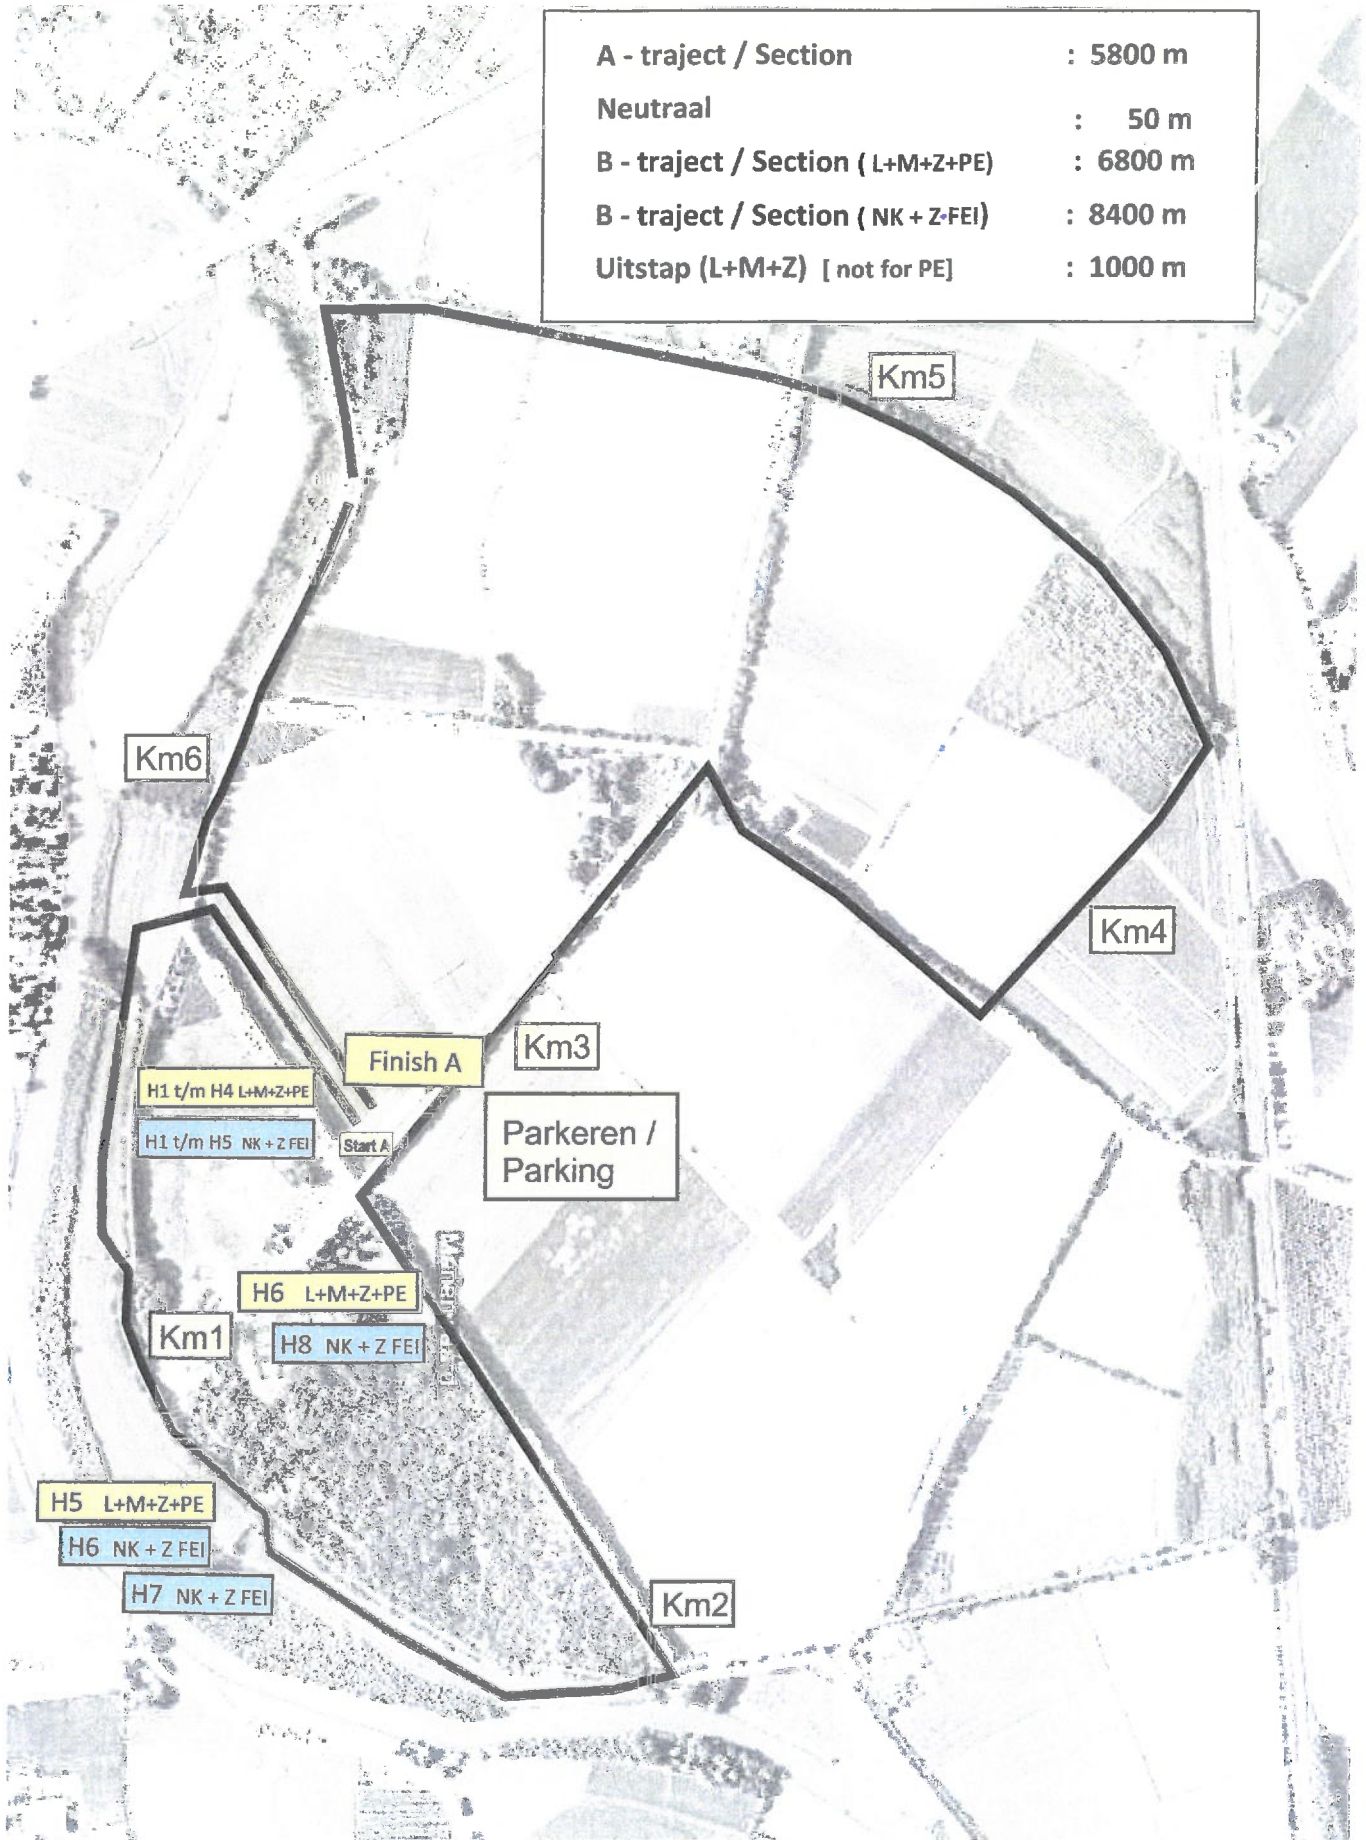 A - traject / Section : 5800 m
Neutraal : 50 m
B - traject / Section ( L+M+Z+PE) : 6800 m
B - traject / Section ( NK + Z-FEI) : 8400 m
Uitstap (L+M+Z) [ not for PE] : 1000 m
Km5
Km6
Km4
Km3
Finish A
H1 t/m H4 L+M+Z+PE
H1 t/m H5 NK + Z FEI
Start A
Parkeren /
Parking
H6 L+M+Z+PE
H8 NK + Z FEI
Km1
H5 L+M+Z+PE
H6 NK + Z FEI
H7 NK + Z FEI
Km2